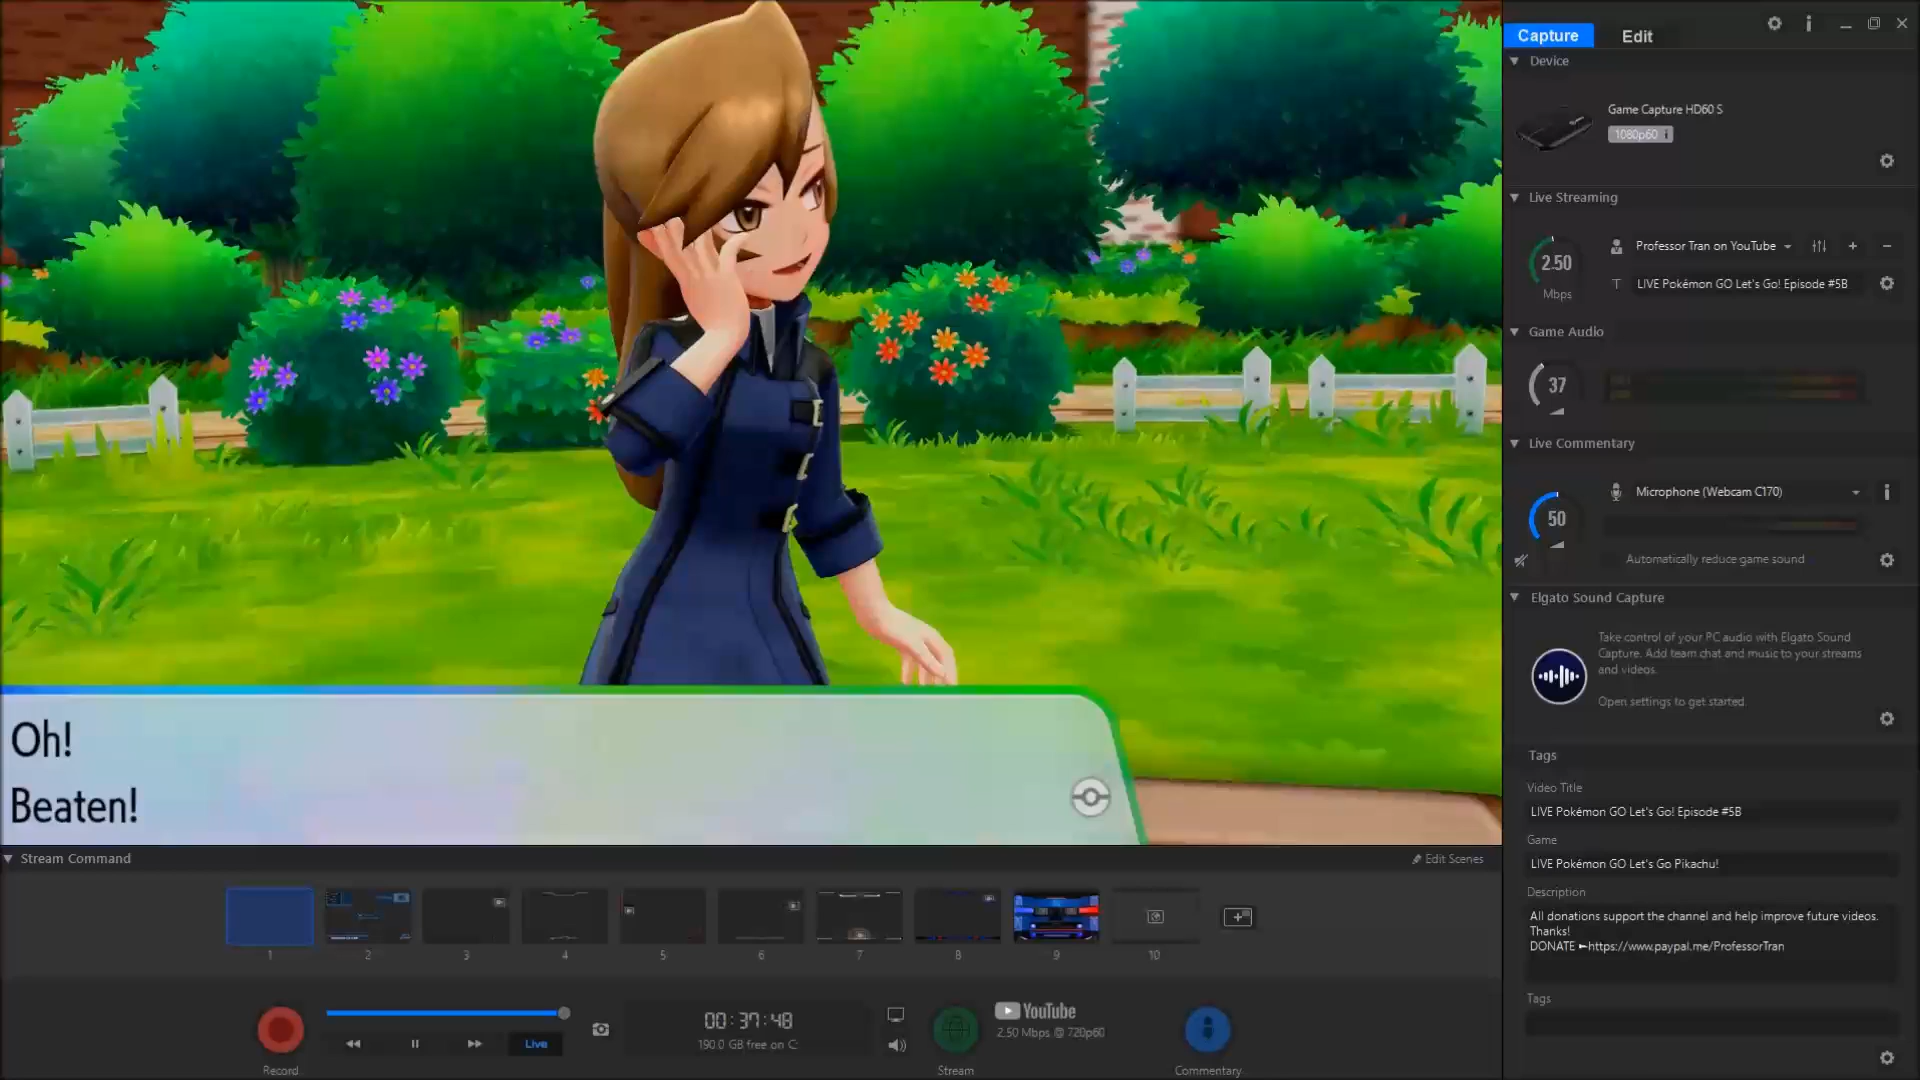 Capture
Edit
Device
Game Capture HD60 S
1080p60 i
Live Streaming
2.50
Mbps
Professor Tran on YouTube
T LIVE Pokémon GO Let's Go! Episode #5B
Game Audio
37
Live Commentary
50
Microphone (Webcam C170)
Automatically reduce game sound
Elgato Sound Capture
Take control of your PC audio with Elgato Sound
Capture. Add team chat and music to your streams
and videos.
Open settings to get started.
Tags
Video Title
LIVE Pokémon GO Let's Go! Episode #5B
Game
LIVE Pokémon GO Let's Go Pikachu!
Description
All donations support the channel and help improve future videos.
Thanks!
DONATE ►https://www.paypal.me/ProfessorTran
Tags
Oh!
Beaten!
Stream Command
Edit Scenes
1 2 3 4 5 6 7 8 9 10
Record
Live
00:37:48
190.0 GB free on C:
Stream
YouTube
2.50 Mbps @ 720p60
Commentary